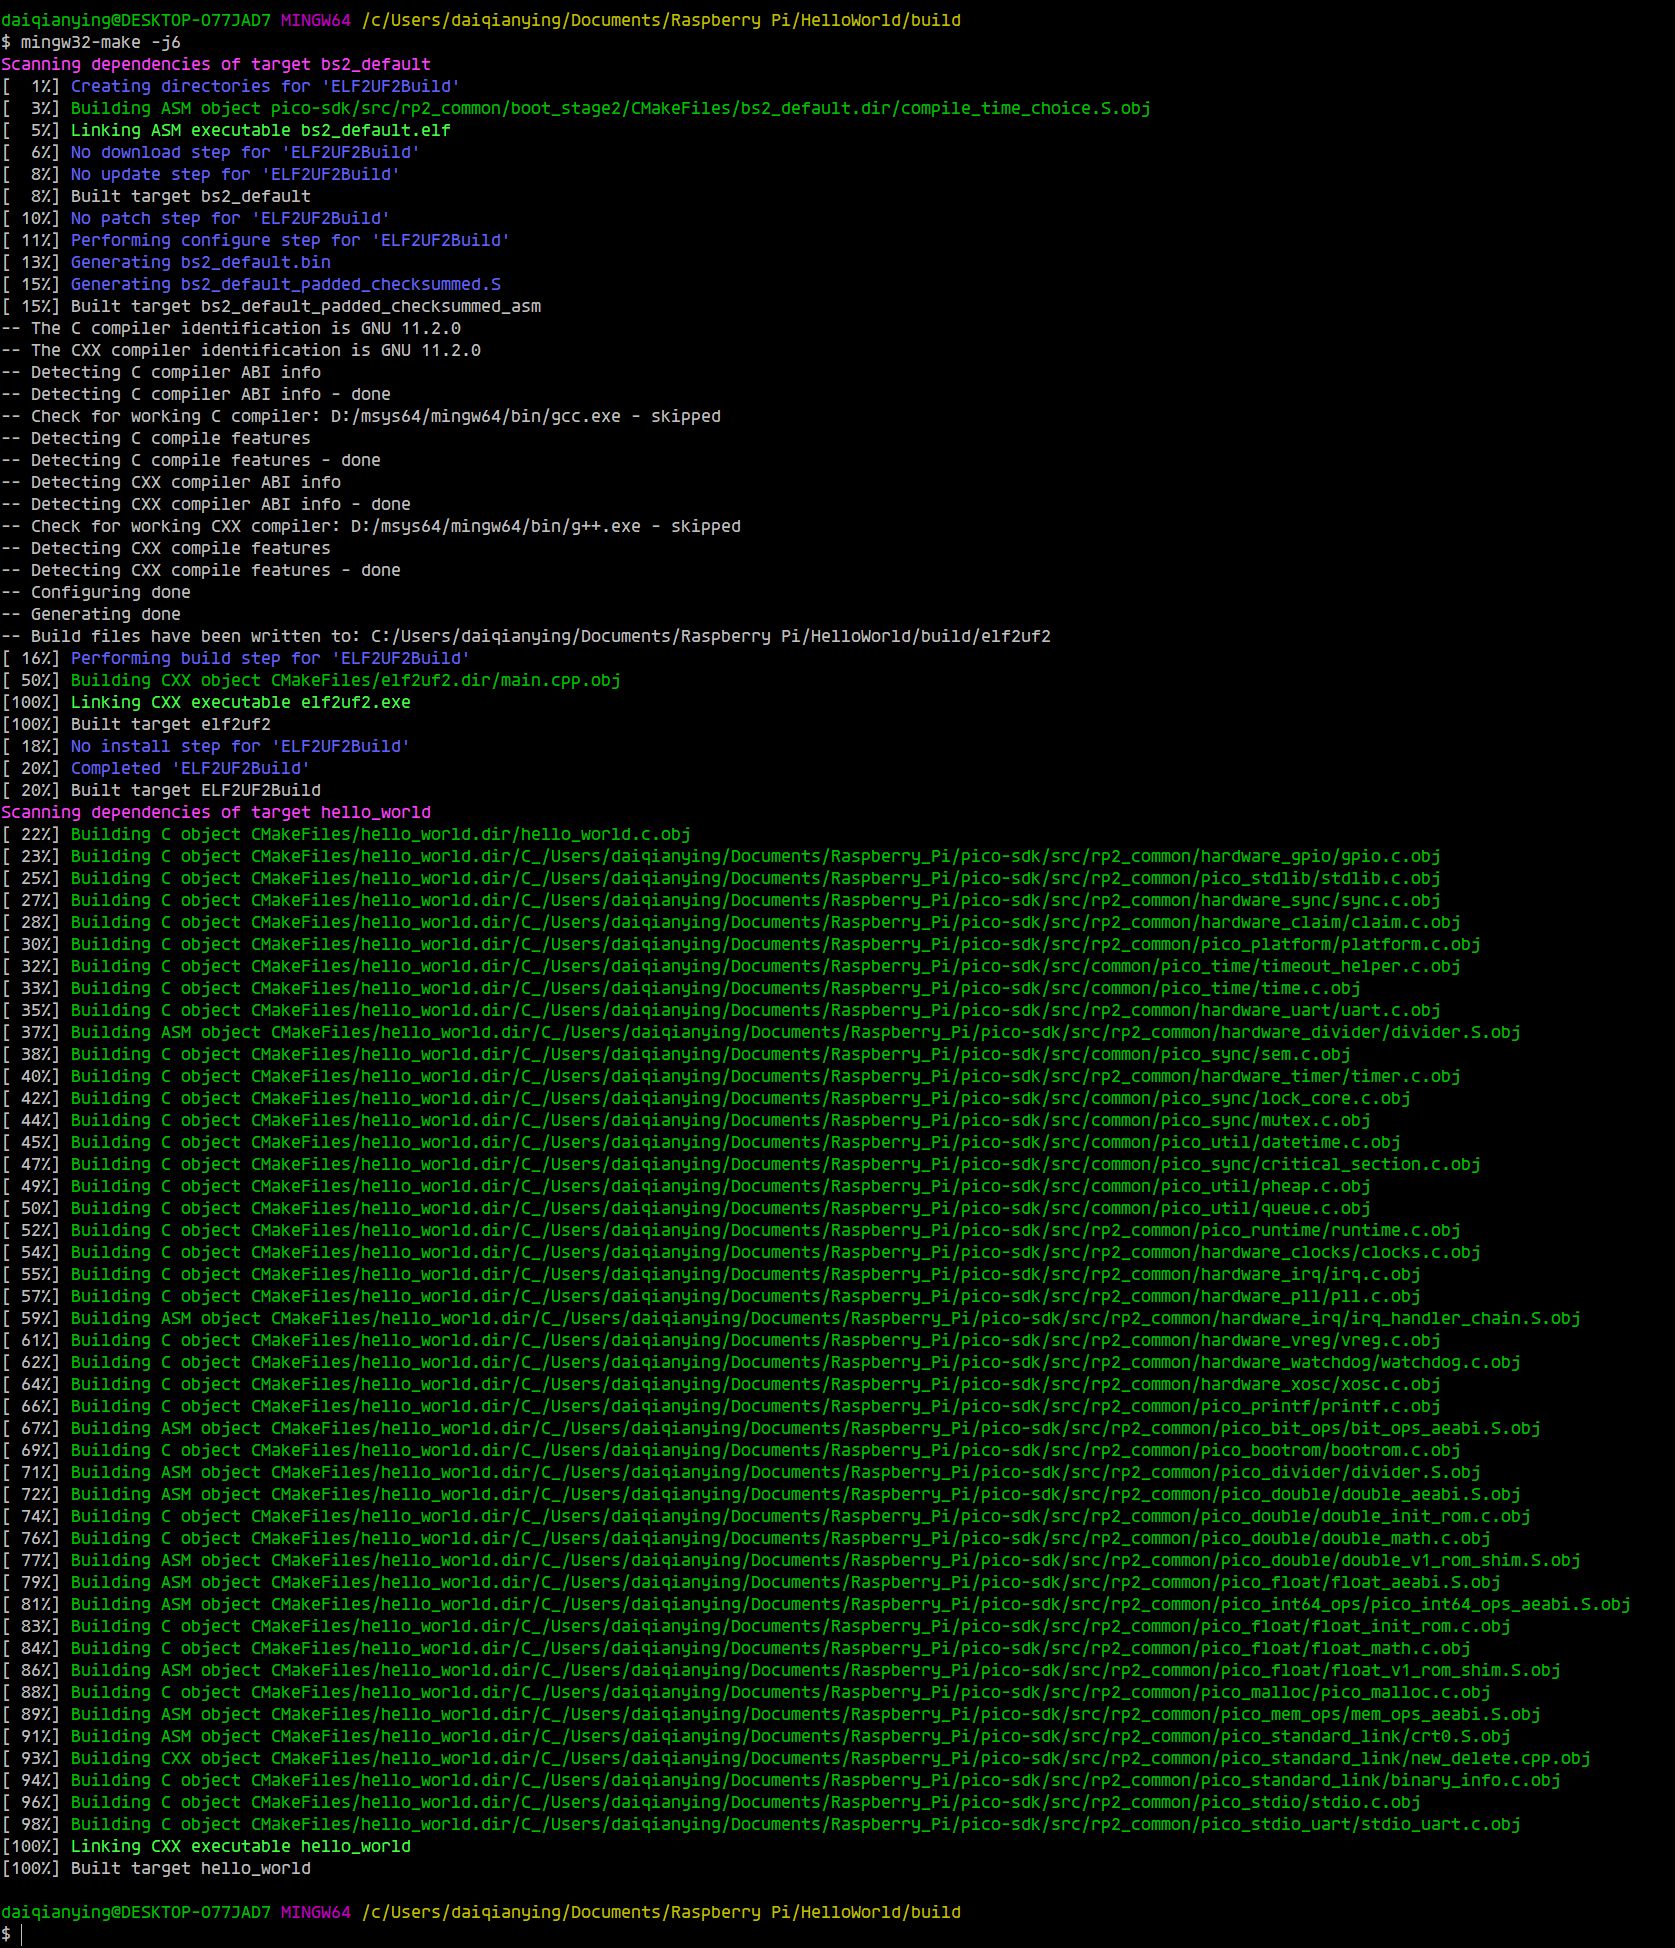 daiqianying@DESKTOP-O77JAD7 MINGW64 /c/Users/daiqianying/Documents/Raspberry Pi/HelloWorld/build
$ mingw32-make -j6
Scanning dependencies of target bs2_default
[  1%] Creating directories for 'ELF2UF2Build'
[  3%] Building ASM object pico-sdk/src/rp2_common/boot_stage2/CMakeFiles/bs2_default.dir/compile_time_choice.S.obj
[  5%] Linking ASM executable bs2_default.elf
[  6%] No download step for 'ELF2UF2Build'
[  8%] No update step for 'ELF2UF2Build'
[  8%] Built target bs2_default
[ 10%] No patch step for 'ELF2UF2Build'
[ 11%] Performing configure step for 'ELF2UF2Build'
[ 13%] Generating bs2_default.bin
[ 15%] Generating bs2_default_padded_checksummed.S
[ 15%] Built target bs2_default_padded_checksummed_asm
-- The C compiler identification is GNU 11.2.0
-- The CXX compiler identification is GNU 11.2.0
-- Detecting C compiler ABI info
-- Detecting C compiler ABI info - done
-- Check for working C compiler: D:/msys64/mingw64/bin/gcc.exe - skipped
-- Detecting C compile features
-- Detecting C compile features - done
-- Detecting CXX compiler ABI info
-- Detecting CXX compiler ABI info - done
-- Check for working CXX compiler: D:/msys64/mingw64/bin/g++.exe - skipped
-- Detecting CXX compile features
-- Detecting CXX compile features - done
-- Configuring done
-- Generating done
-- Build files have been written to: C:/Users/daiqianying/Documents/Raspberry Pi/HelloWorld/build/elf2uf2
[ 16%] Performing build step for 'ELF2UF2Build'
[ 50%] Building CXX object CMakeFiles/elf2uf2.dir/main.cpp.obj
[100%] Linking CXX executable elf2uf2.exe
[100%] Built target elf2uf2
[ 18%] No install step for 'ELF2UF2Build'
[ 20%] Completed 'ELF2UF2Build'
[ 20%] Built target ELF2UF2Build
Scanning dependencies of target hello_world
[ 22%] Building C object CMakeFiles/hello_world.dir/hello_world.c.obj
[ 23%] Building C object CMakeFiles/hello_world.dir/C_/Users/daiqianying/Documents/Raspberry_Pi/pico-sdk/src/rp2_common/hardware_gpio/gpio.c.obj
[ 25%] Building C object CMakeFiles/hello_world.dir/C_/Users/daiqianying/Documents/Raspberry_Pi/pico-sdk/src/rp2_common/pico_stdlib/stdlib.c.obj
[ 27%] Building C object CMakeFiles/hello_world.dir/C_/Users/daiqianying/Documents/Raspberry_Pi/pico-sdk/src/rp2_common/hardware_sync/sync.c.obj
[ 28%] Building C object CMakeFiles/hello_world.dir/C_/Users/daiqianying/Documents/Raspberry_Pi/pico-sdk/src/rp2_common/hardware_claim/claim.c.obj
[ 30%] Building C object CMakeFiles/hello_world.dir/C_/Users/daiqianying/Documents/Raspberry_Pi/pico-sdk/src/rp2_common/pico_platform/platform.c.obj
[ 32%] Building C object CMakeFiles/hello_world.dir/C_/Users/daiqianying/Documents/Raspberry_Pi/pico-sdk/src/common/pico_time/timeout_helper.c.obj
[ 33%] Building C object CMakeFiles/hello_world.dir/C_/Users/daiqianying/Documents/Raspberry_Pi/pico-sdk/src/common/pico_time/time.c.obj
[ 35%] Building C object CMakeFiles/hello_world.dir/C_/Users/daiqianying/Documents/Raspberry_Pi/pico-sdk/src/rp2_common/hardware_uart/uart.c.obj
[ 37%] Building ASM object CMakeFiles/hello_world.dir/C_/Users/daiqianying/Documents/Raspberry_Pi/pico-sdk/src/rp2_common/hardware_divider/divider.S.obj
[ 38%] Building C object CMakeFiles/hello_world.dir/C_/Users/daiqianying/Documents/Raspberry_Pi/pico-sdk/src/common/pico_sync/sem.c.obj
[ 40%] Building C object CMakeFiles/hello_world.dir/C_/Users/daiqianying/Documents/Raspberry_Pi/pico-sdk/src/rp2_common/hardware_timer/timer.c.obj
[ 42%] Building C object CMakeFiles/hello_world.dir/C_/Users/daiqianying/Documents/Raspberry_Pi/pico-sdk/src/common/pico_sync/lock_core.c.obj
[ 44%] Building C object CMakeFiles/hello_world.dir/C_/Users/daiqianying/Documents/Raspberry_Pi/pico-sdk/src/common/pico_sync/mutex.c.obj
[ 45%] Building C object CMakeFiles/hello_world.dir/C_/Users/daiqianying/Documents/Raspberry_Pi/pico-sdk/src/common/pico_util/datetime.c.obj
[ 47%] Building C object CMakeFiles/hello_world.dir/C_/Users/daiqianying/Documents/Raspberry_Pi/pico-sdk/src/common/pico_sync/critical_section.c.obj
[ 49%] Building C object CMakeFiles/hello_world.dir/C_/Users/daiqianying/Documents/Raspberry_Pi/pico-sdk/src/common/pico_util/pheap.c.obj
[ 50%] Building C object CMakeFiles/hello_world.dir/C_/Users/daiqianying/Documents/Raspberry_Pi/pico-sdk/src/common/pico_util/queue.c.obj
[ 52%] Building C object CMakeFiles/hello_world.dir/C_/Users/daiqianying/Documents/Raspberry_Pi/pico-sdk/src/rp2_common/pico_runtime/runtime.c.obj
[ 54%] Building C object CMakeFiles/hello_world.dir/C_/Users/daiqianying/Documents/Raspberry_Pi/pico-sdk/src/rp2_common/hardware_clocks/clocks.c.obj
[ 55%] Building C object CMakeFiles/hello_world.dir/C_/Users/daiqianying/Documents/Raspberry_Pi/pico-sdk/src/rp2_common/hardware_irq/irq.c.obj
[ 57%] Building C object CMakeFiles/hello_world.dir/C_/Users/daiqianying/Documents/Raspberry_Pi/pico-sdk/src/rp2_common/hardware_pll/pll.c.obj
[ 59%] Building ASM object CMakeFiles/hello_world.dir/C_/Users/daiqianying/Documents/Raspberry_Pi/pico-sdk/src/rp2_common/hardware_irq/irq_handler_chain.S.obj
[ 61%] Building C object CMakeFiles/hello_world.dir/C_/Users/daiqianying/Documents/Raspberry_Pi/pico-sdk/src/rp2_common/hardware_vreg/vreg.c.obj
[ 62%] Building C object CMakeFiles/hello_world.dir/C_/Users/daiqianying/Documents/Raspberry_Pi/pico-sdk/src/rp2_common/hardware_watchdog/watchdog.c.obj
[ 64%] Building C object CMakeFiles/hello_world.dir/C_/Users/daiqianying/Documents/Raspberry_Pi/pico-sdk/src/rp2_common/hardware_xosc/xosc.c.obj
[ 66%] Building C object CMakeFiles/hello_world.dir/C_/Users/daiqianying/Documents/Raspberry_Pi/pico-sdk/src/rp2_common/pico_printf/printf.c.obj
[ 67%] Building ASM object CMakeFiles/hello_world.dir/C_/Users/daiqianying/Documents/Raspberry_Pi/pico-sdk/src/rp2_common/pico_bit_ops/bit_ops_aeabi.S.obj
[ 69%] Building C object CMakeFiles/hello_world.dir/C_/Users/daiqianying/Documents/Raspberry_Pi/pico-sdk/src/rp2_common/pico_bootrom/bootrom.c.obj
[ 71%] Building ASM object CMakeFiles/hello_world.dir/C_/Users/daiqianying/Documents/Raspberry_Pi/pico-sdk/src/rp2_common/pico_divider/divider.S.obj
[ 72%] Building ASM object CMakeFiles/hello_world.dir/C_/Users/daiqianying/Documents/Raspberry_Pi/pico-sdk/src/rp2_common/pico_double/double_aeabi.S.obj
[ 74%] Building C object CMakeFiles/hello_world.dir/C_/Users/daiqianying/Documents/Raspberry_Pi/pico-sdk/src/rp2_common/pico_double/double_init_rom.c.obj
[ 76%] Building C object CMakeFiles/hello_world.dir/C_/Users/daiqianying/Documents/Raspberry_Pi/pico-sdk/src/rp2_common/pico_double/double_math.c.obj
[ 77%] Building ASM object CMakeFiles/hello_world.dir/C_/Users/daiqianying/Documents/Raspberry_Pi/pico-sdk/src/rp2_common/pico_double/double_v1_rom_shim.S.obj
[ 79%] Building ASM object CMakeFiles/hello_world.dir/C_/Users/daiqianying/Documents/Raspberry_Pi/pico-sdk/src/rp2_common/pico_float/float_aeabi.S.obj
[ 81%] Building ASM object CMakeFiles/hello_world.dir/C_/Users/daiqianying/Documents/Raspberry_Pi/pico-sdk/src/rp2_common/pico_int64_ops/pico_int64_ops_aeabi.S.obj
[ 83%] Building C object CMakeFiles/hello_world.dir/C_/Users/daiqianying/Documents/Raspberry_Pi/pico-sdk/src/rp2_common/pico_float/float_init_rom.c.obj
[ 84%] Building C object CMakeFiles/hello_world.dir/C_/Users/daiqianying/Documents/Raspberry_Pi/pico-sdk/src/rp2_common/pico_float/float_math.c.obj
[ 86%] Building ASM object CMakeFiles/hello_world.dir/C_/Users/daiqianying/Documents/Raspberry_Pi/pico-sdk/src/rp2_common/pico_float/float_v1_rom_shim.S.obj
[ 88%] Building C object CMakeFiles/hello_world.dir/C_/Users/daiqianying/Documents/Raspberry_Pi/pico-sdk/src/rp2_common/pico_malloc/pico_malloc.c.obj
[ 89%] Building ASM object CMakeFiles/hello_world.dir/C_/Users/daiqianying/Documents/Raspberry_Pi/pico-sdk/src/rp2_common/pico_mem_ops/mem_ops_aeabi.S.obj
[ 91%] Building ASM object CMakeFiles/hello_world.dir/C_/Users/daiqianying/Documents/Raspberry_Pi/pico-sdk/src/rp2_common/pico_standard_link/crt0.S.obj
[ 93%] Building CXX object CMakeFiles/hello_world.dir/C_/Users/daiqianying/Documents/Raspberry_Pi/pico-sdk/src/rp2_common/pico_standard_link/new_delete.cpp.obj
[ 94%] Building C object CMakeFiles/hello_world.dir/C_/Users/daiqianying/Documents/Raspberry_Pi/pico-sdk/src/rp2_common/pico_standard_link/binary_info.c.obj
[ 96%] Building C object CMakeFiles/hello_world.dir/C_/Users/daiqianying/Documents/Raspberry_Pi/pico-sdk/src/rp2_common/pico_stdio/stdio.c.obj
[ 98%] Building C object CMakeFiles/hello_world.dir/C_/Users/daiqianying/Documents/Raspberry_Pi/pico-sdk/src/rp2_common/pico_stdio_uart/stdio_uart.c.obj
[100%] Linking CXX executable hello_world
[100%] Built target hello_world
daiqianying@DESKTOP-O77JAD7 MINGW64 /c/Users/daiqianying/Documents/Raspberry Pi/HelloWorld/build
$